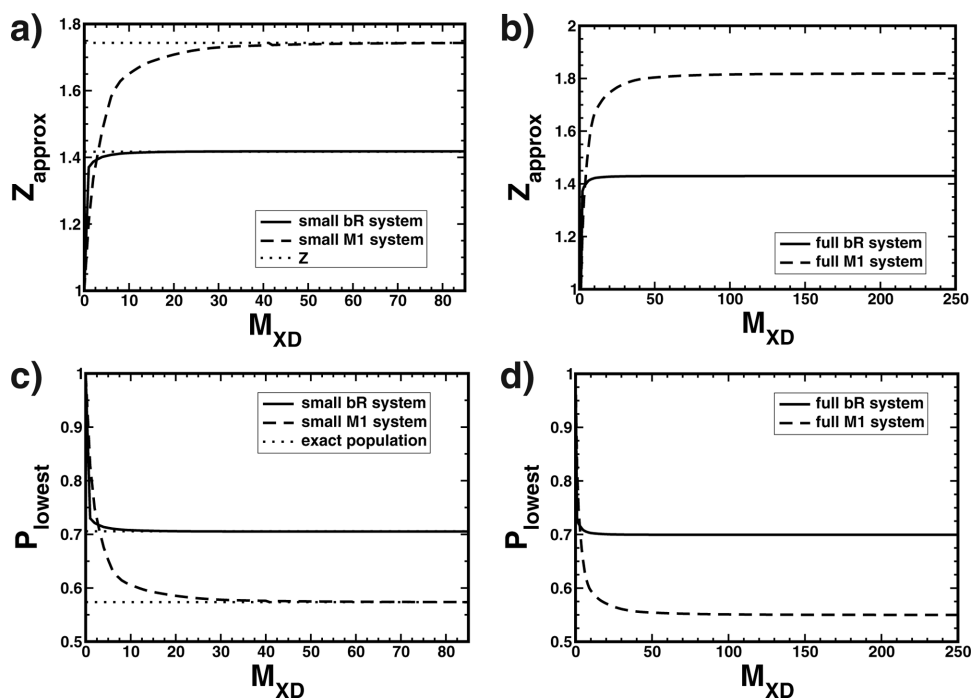 a)
1.8
1.6
1.4
1.2
1
Z_approx
0 10 20 30 40 50 60 70 80
M_XD
small bR system
small M1 system
Z
b)
2
1.8
1.6
1.4
1.2
1
Z_approx
0 50 100 150 200 250
M_XD
full bR system
full M1 system
c)
1
0.9
0.8
0.7
0.6
0.5
P_lowest
0 10 20 30 40 50 60 70 80
M_XD
small bR system
small M1 system
exact population
d)
1
0.9
0.8
0.7
0.6
0.5
P_lowest
0 50 100 150 200 250
M_XD
full bR system
full M1 system